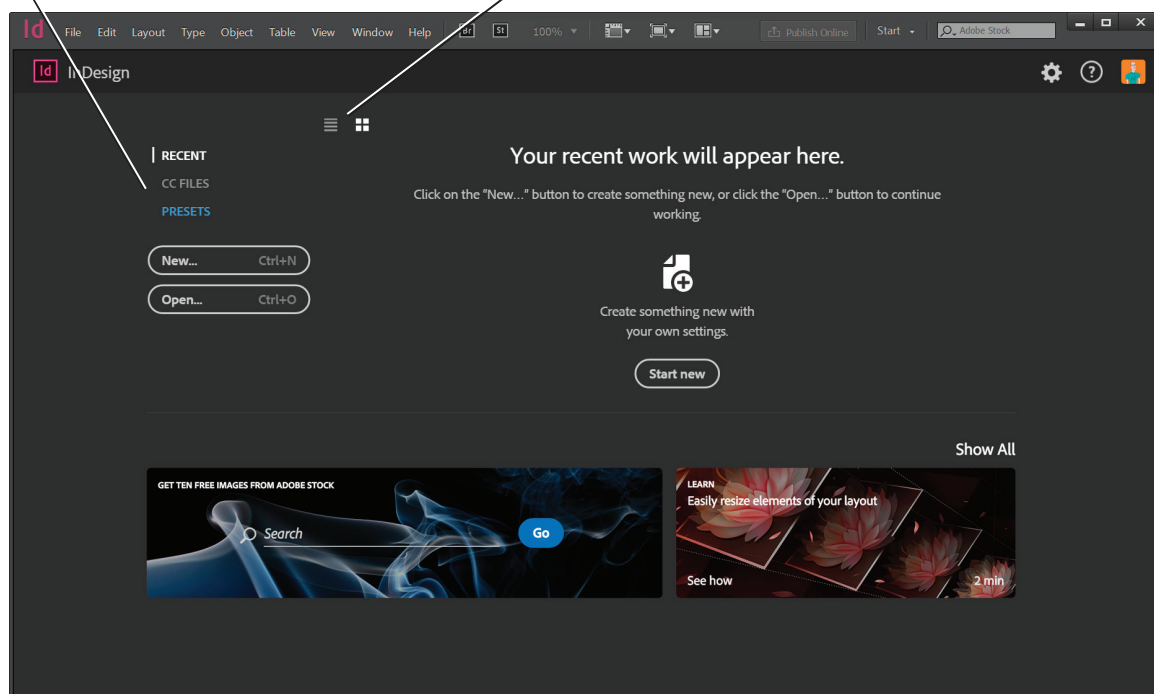 Id File Edit Layout Type Object Table View Window Help Br St 100% Publish Online Start Adobe Stock
Id InDesign
RECENT
CC FILES
PRESETS
New... Ctrl+N
Open... Ctrl+O
Your recent work will appear here.
Click on the "New..." button to create something new, or click the "Open..." button to continue
working.
Create something new with
your own settings.
Start new
Show All
GET TEN FREE IMAGES FROM ADOBE STOCK
Search
Go
LEARN
Easily resize elements of your layout
See how
2 min